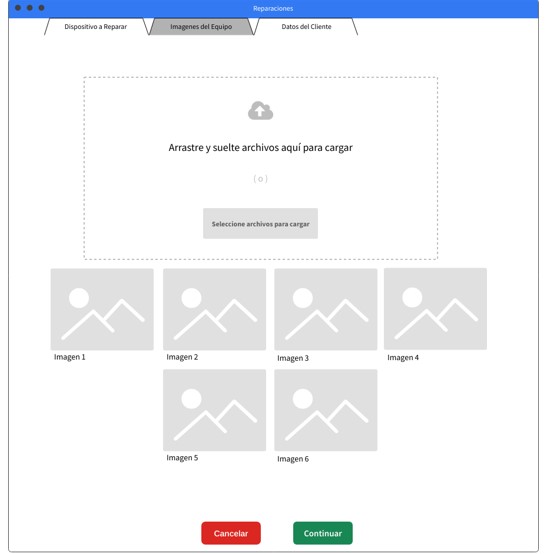 Reparaciones
Dispositivo a Reparar
Imagenes del Equipo
Datos del Cliente
Arrastre y suelte archivos aquí para cargar
( o )
Seleccione archivos para cargar
Imagen 1
Imagen 2
Imagen 3
Imagen 4
Imagen 5
Imagen 6
Cancelar
Continuar